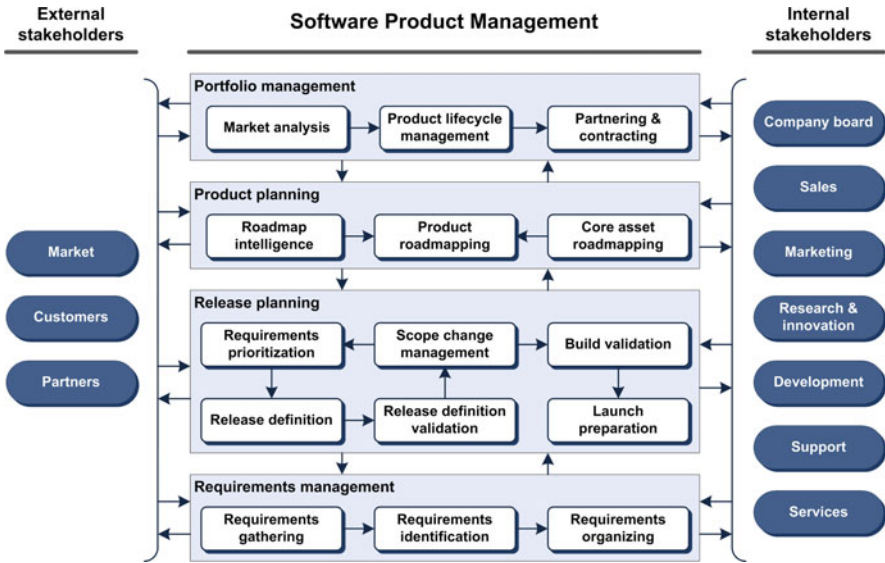 External
stakeholders
Software Product Management
Internal
stakeholders
Portfolio management
Market analysis
Product lifecycle
management
Partnering &
contracting
Product planning
Roadmap
intelligence
Product
roadmapping
Core asset
roadmapping
Release planning
Requirements
prioritization
Scope change
management
Build validation
Release definition
Release definition
validation
Launch
preparation
Requirements management
Requirements
gathering
Requirements
identification
Requirements
organizing
Market
Customers
Partners
Company board
Sales
Marketing
Research &
innovation
Development
Support
Services